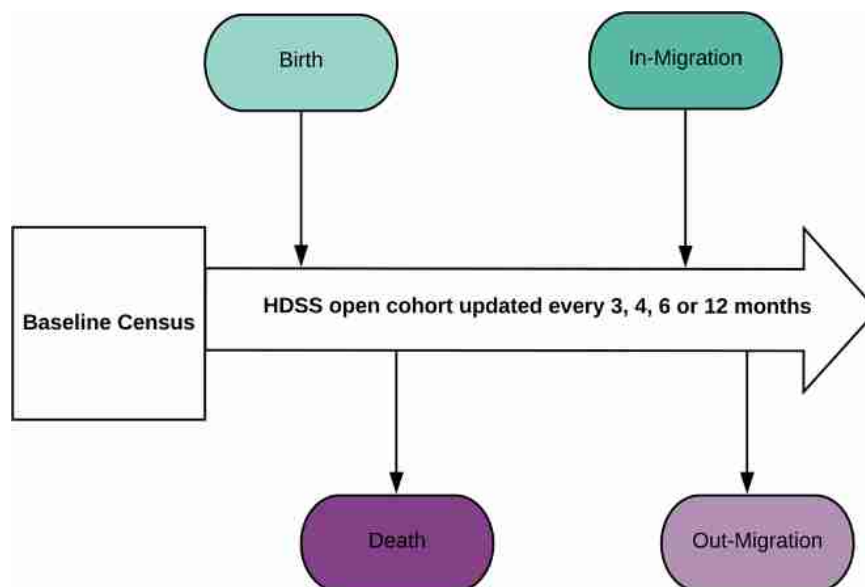 Birth
In-Migration
Baseline Census
HDSS open cohort updated every 3, 4, 6 or 12 months
Death
Out-Migration